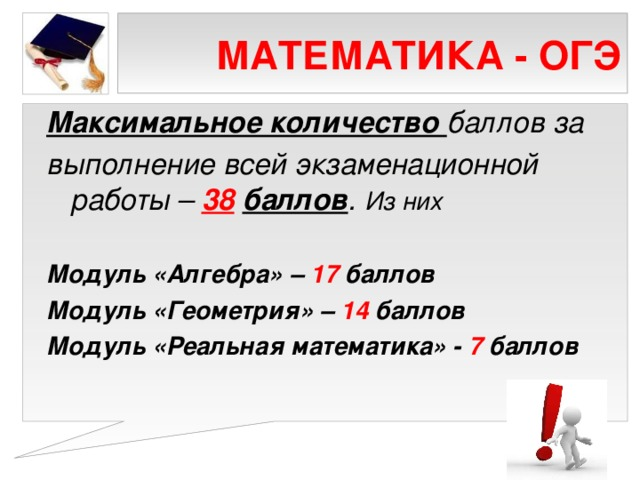 МАТЕМАТИКА - ОГЭ
Максимальное количество баллов за
выполнение всей экзаменационной
работы – 38 баллов. Из них
Модуль «Алгебра» – 17 баллов
Модуль «Геометрия» – 14 баллов
Модуль «Реальная математика» - 7 баллов